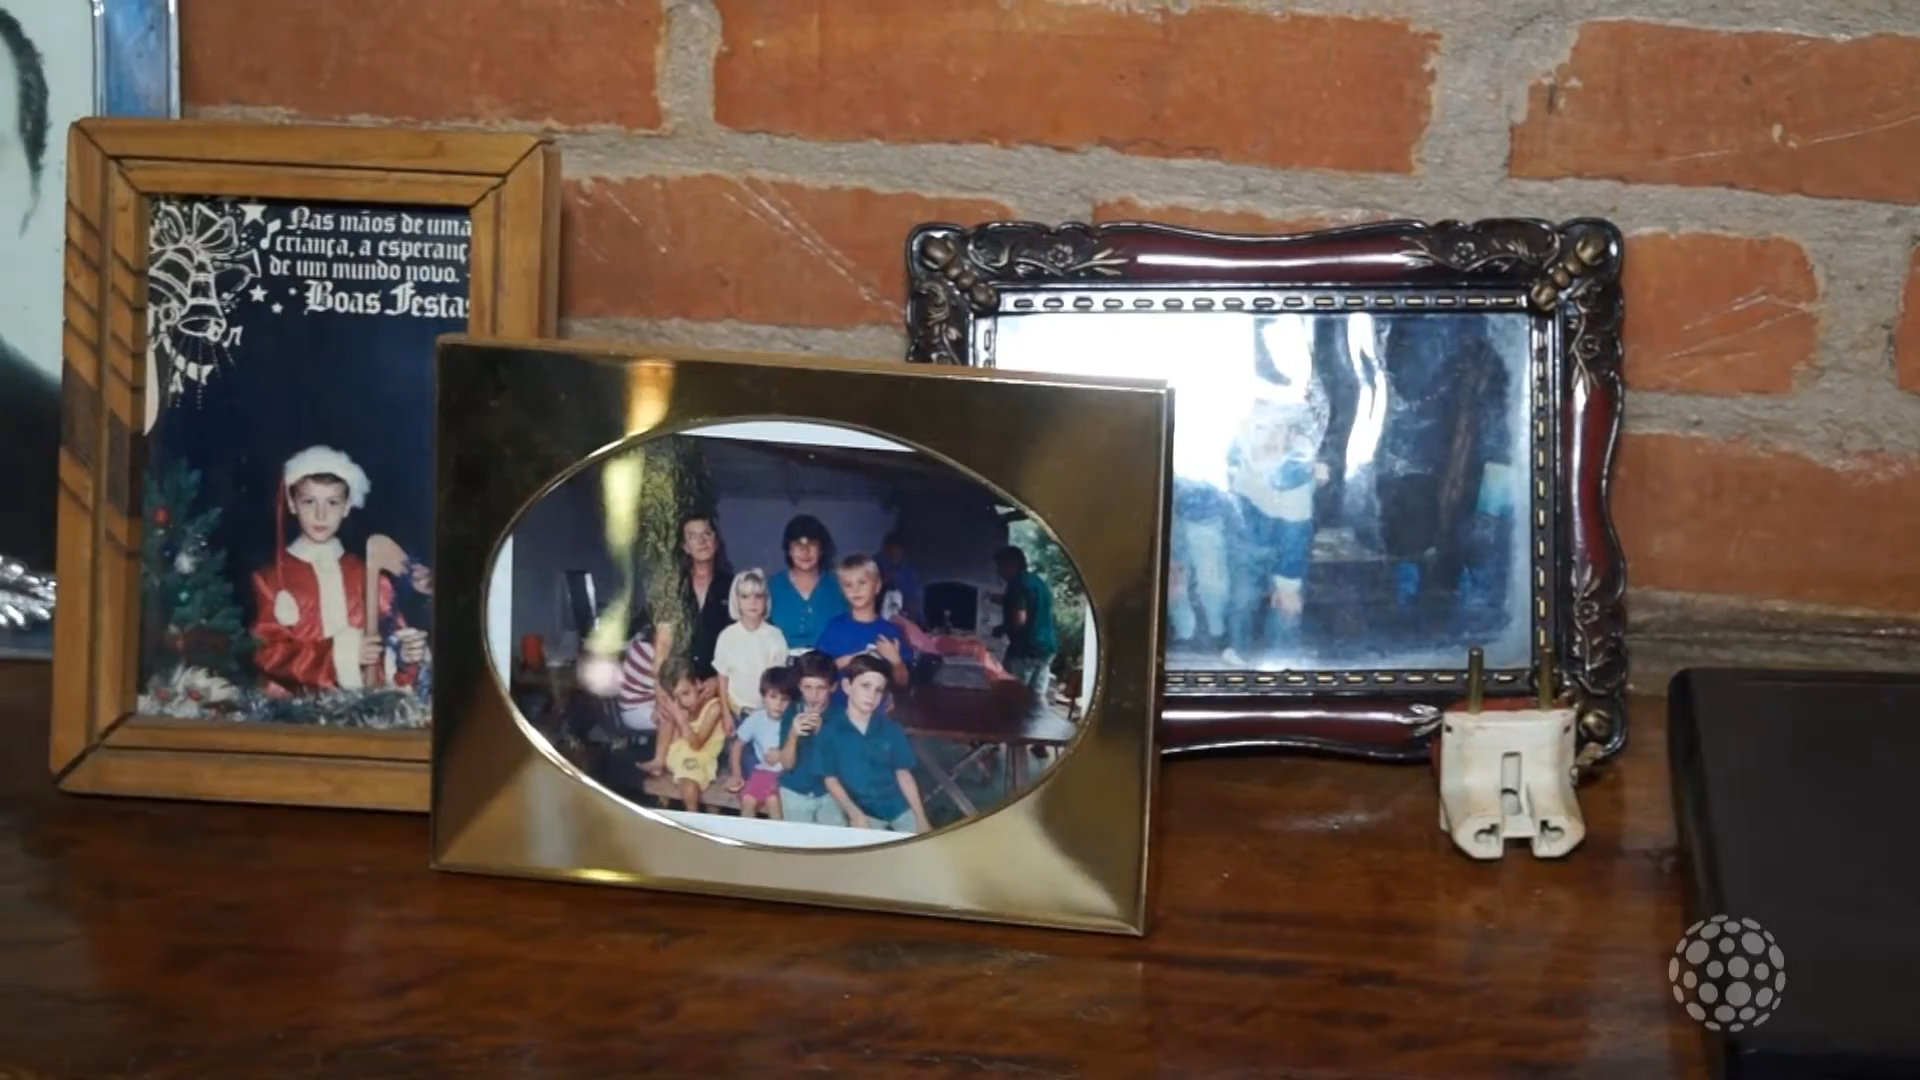 Nas mãos de uma
criança, a esperanç
de um mundo novo.
Boas Festas